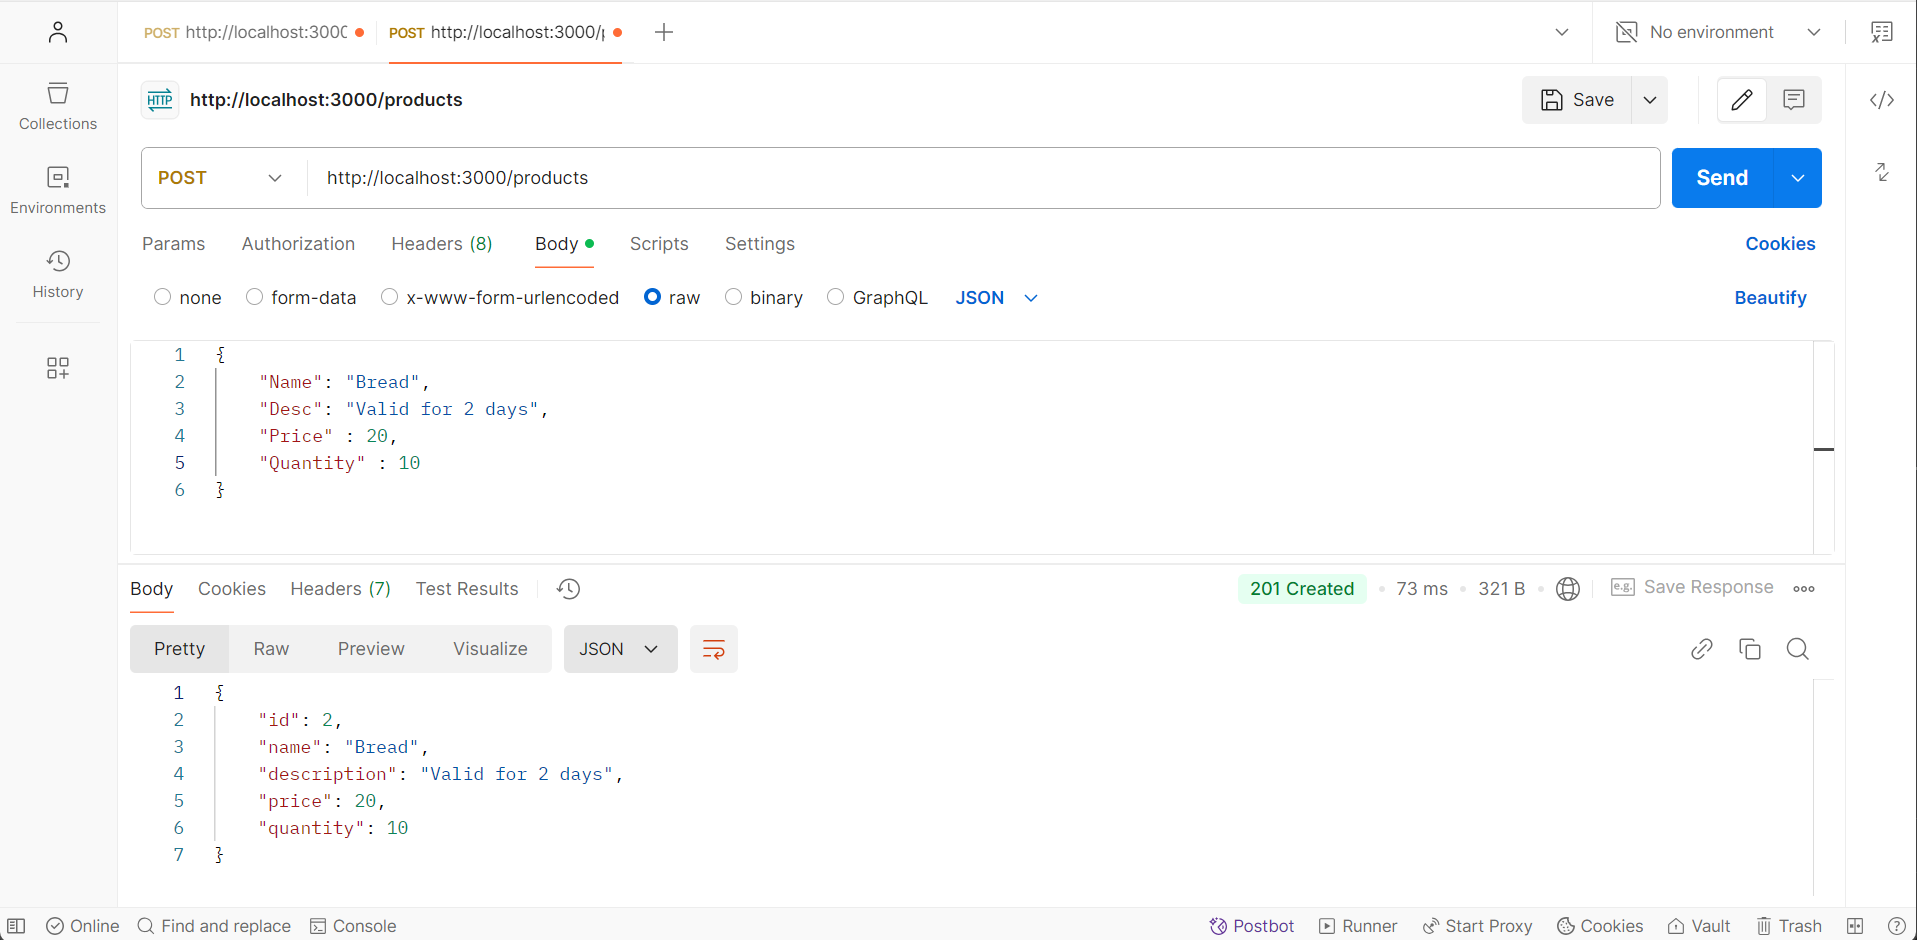 POST http://localhost:3000
POST http://localhost:3000/p
No environment
Collections
Environments
History
HTTP http://localhost:3000/products
Save
POST http://localhost:3000/products
Send
Params Authorization Headers (8) Body Scripts Settings Cookies
none form-data x-www-form-urlencoded raw binary GraphQL JSON Beautify
1 {
2 "Name": "Bread",
3 "Desc": "Valid for 2 days",
4 "Price" : 20,
5 "Quantity" : 10
6 }
Body Cookies Headers (7) Test Results 201 Created 73 ms 321 B e.g. Save Response
Pretty Raw Preview Visualize JSON
1 {
2 "id": 2,
3 "name": "Bread",
4 "description": "Valid for 2 days",
5 "price": 20,
6 "quantity": 10
7 }
Online Find and replace Console Postbot Runner Start Proxy Cookies Vault Trash